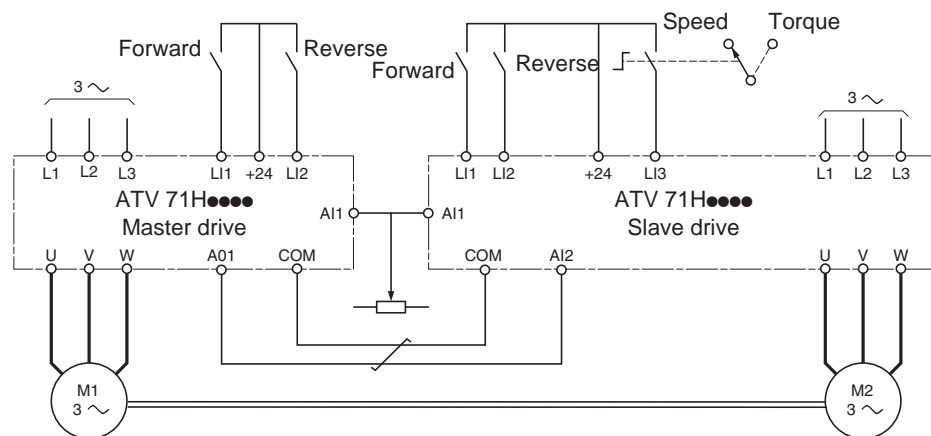 Speed Torque
Forward Reverse
Forward Reverse
3 ~
3 ~
L1 L2 L3 LI1 +24 LI2
LI1 LI2 +24 LI3 L1 L2 L3
ATV 71H●●●●
Master drive
AI1 AI1
ATV 71H●●●●
Slave drive
U V W A01 COM
COM AI2 U V W
M1
3 ~
M2
3 ~